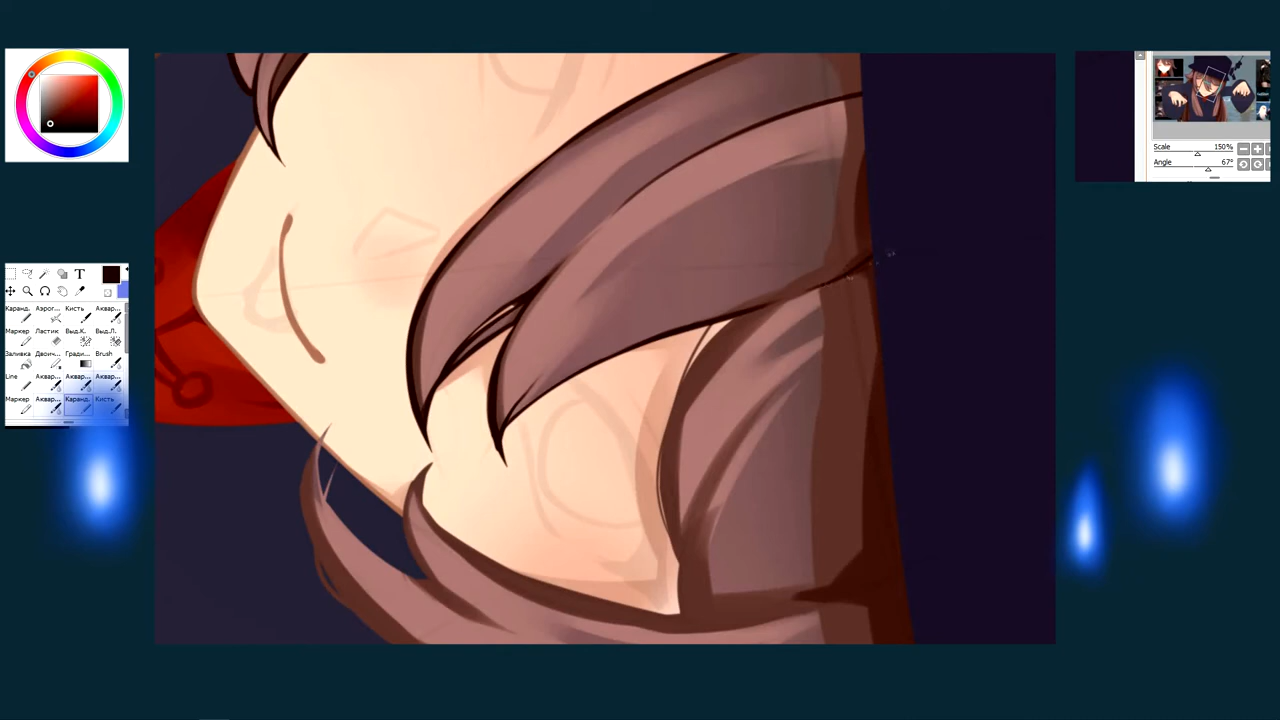 Scale 150%
Angle 67°
T
Каранд. Аэрог... Кисть Аквар...
Маркер Ластик Выд.К. Выд.Л.
Заливка Двоич... Гради... Brush
Line Аквар... Аквар... Аквар...
Маркер Аквар... Каранд. Кисть